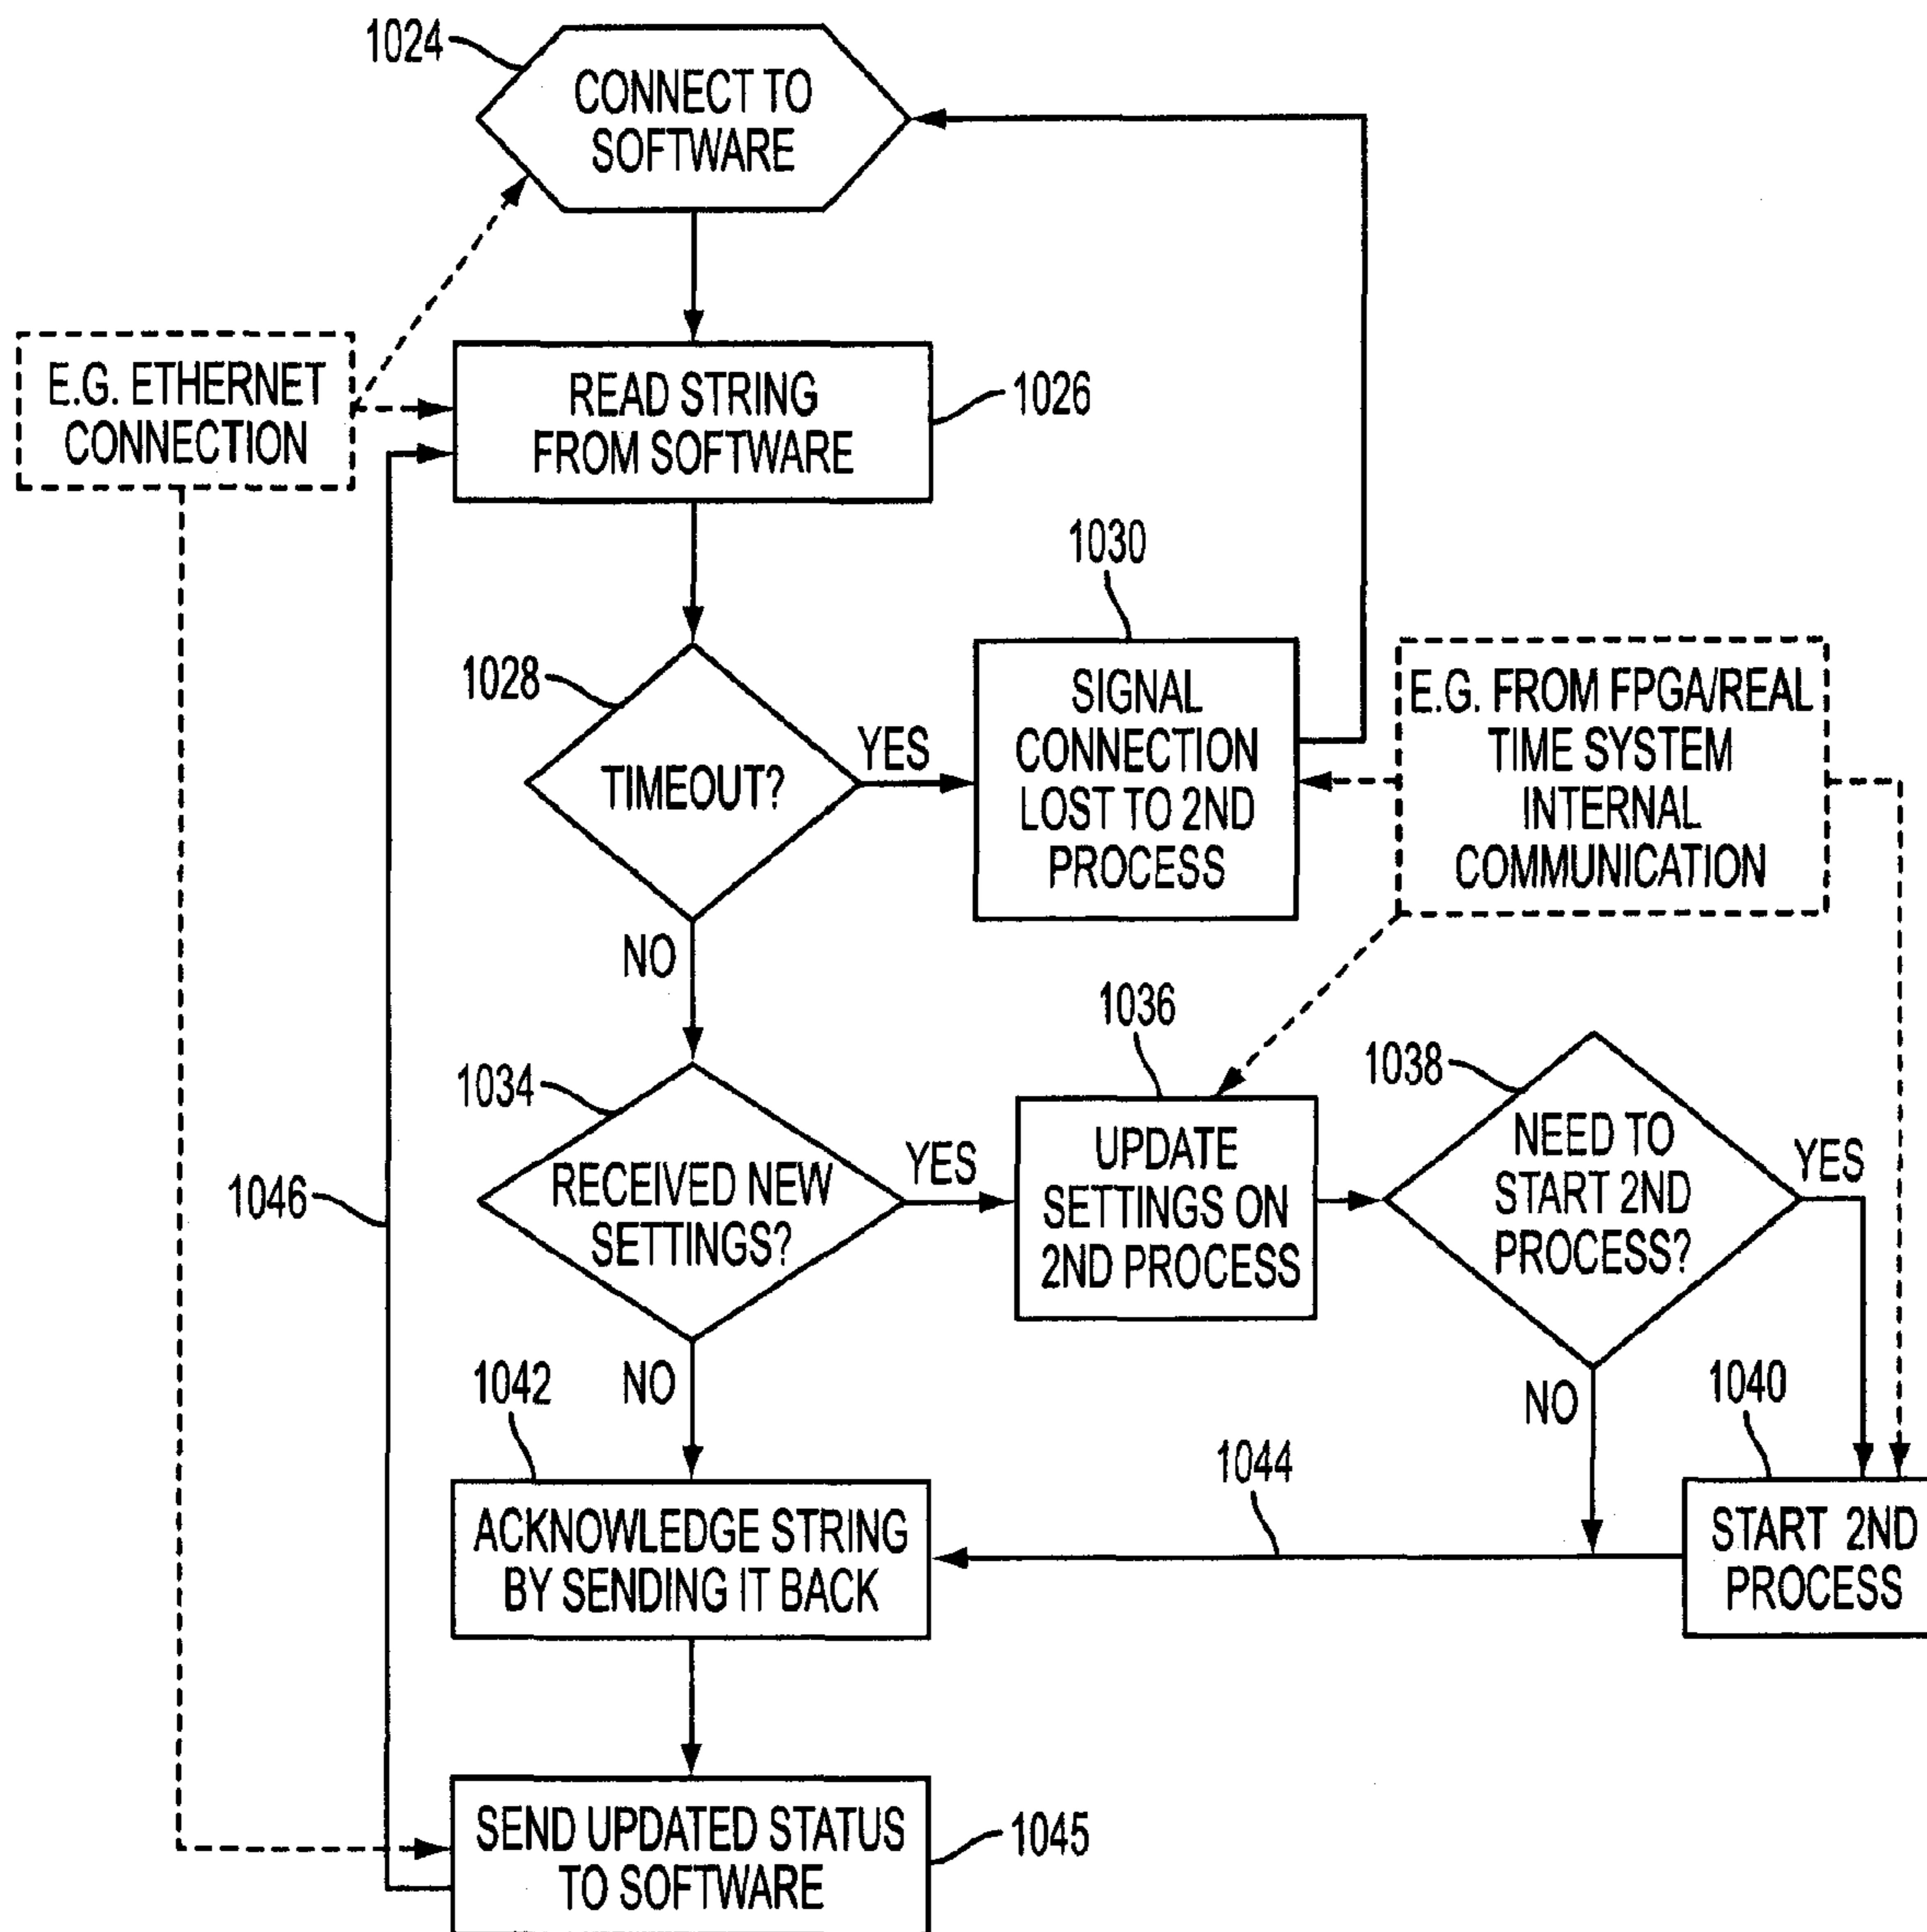 1024
CONNECT TO
SOFTWARE
E.G. ETHERNET
CONNECTION
READ STRING
FROM SOFTWARE
1026
1030
1028
TIMEOUT?
YES
NO
SIGNAL
CONNECTION
LOST TO 2ND
PROCESS
E.G. FROM FPGA/REAL
TIME SYSTEM
INTERNAL
COMMUNICATION
1034
RECEIVED NEW
SETTINGS?
YES
NO
1036
UPDATE
SETTINGS ON
2ND PROCESS
1038
NEED TO
START 2ND
PROCESS?
YES
NO
1046
1042
ACKNOWLEDGE STRING
BY SENDING IT BACK
1044
1040
START 2ND
PROCESS
SEND UPDATED STATUS
TO SOFTWARE
1045